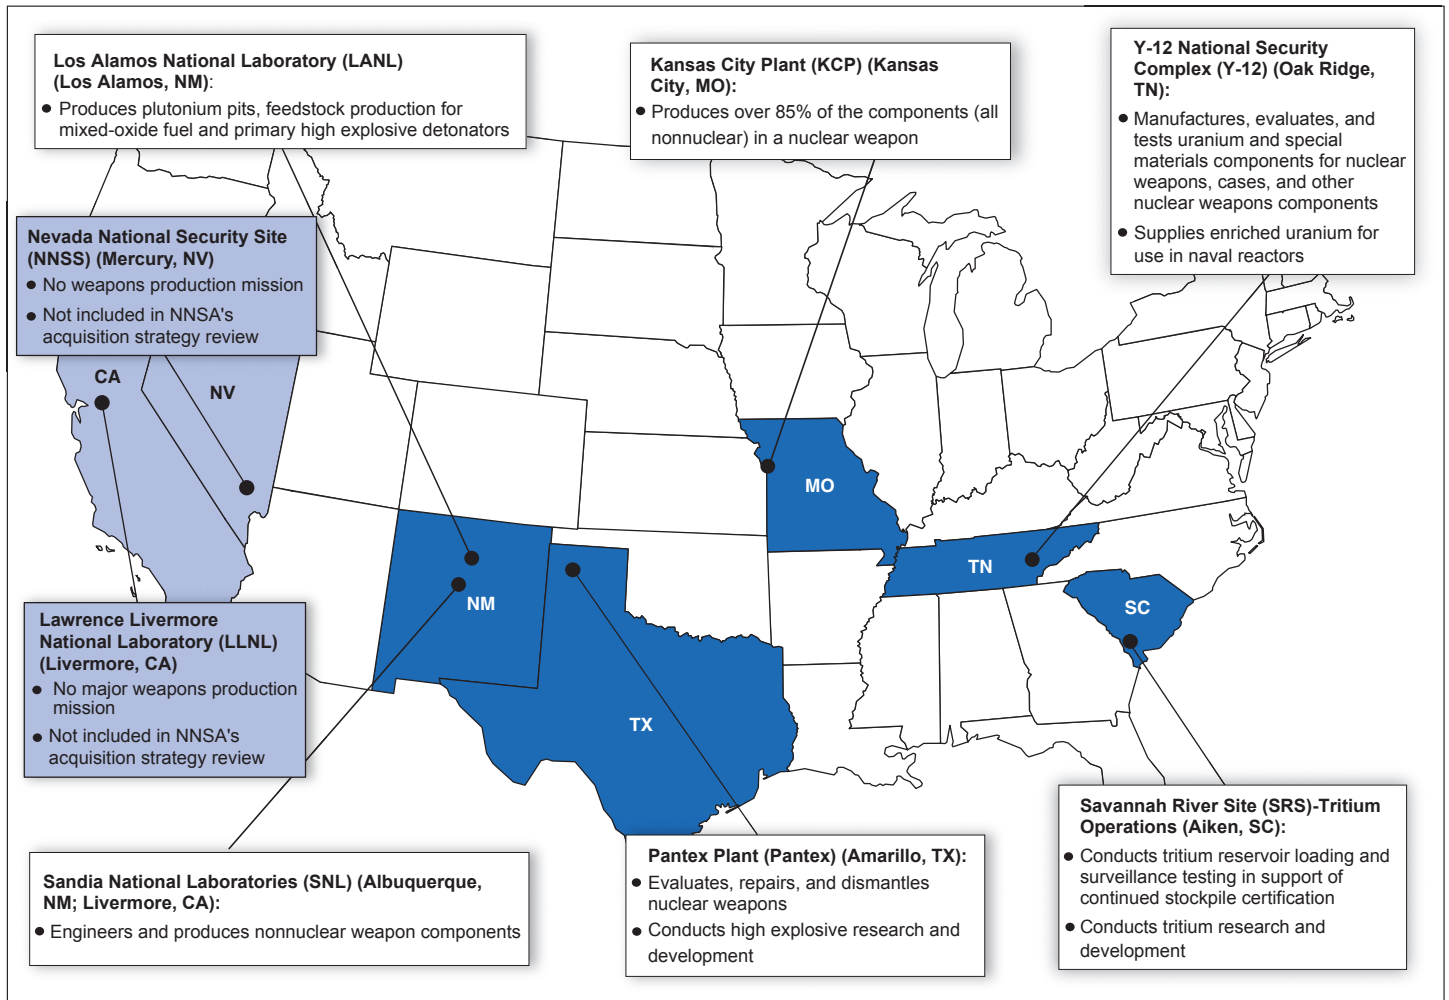 Los Alamos National Laboratory (LANL)
(Los Alamos, NM):
• Produces plutonium pits, feedstock production for
mixed-oxide fuel and primary high explosive detonators
Kansas City Plant (KCP) (Kansas
City, MO):
• Produces over 85% of the components (all
nonnuclear) in a nuclear weapon
Y-12 National Security
Complex (Y-12) (Oak Ridge,
TN):
• Manufactures, evaluates, and
tests uranium and special
materials components for nuclear
weapons, cases, and other
nuclear weapons components
• Supplies enriched uranium for
use in naval reactors
Nevada National Security Site
(NNSS) (Mercury, NV)
• No weapons production mission
• Not included in NNSA's
acquisition strategy review
CA
NV
MO
TN
NM
SC
TX
Lawrence Livermore
National Laboratory (LLNL)
(Livermore, CA)
• No major weapons production
mission
• Not included in NNSA's
acquisition strategy review
Sandia National Laboratories (SNL) (Albuquerque,
NM; Livermore, CA):
• Engineers and produces nonnuclear weapon components
Pantex Plant (Pantex) (Amarillo, TX):
• Evaluates, repairs, and dismantles
nuclear weapons
• Conducts high explosive research and
development
Savannah River Site (SRS)-Tritium
Operations (Aiken, SC):
• Conducts tritium reservoir loading and
surveillance testing in support of
continued stockpile certification
• Conducts tritium research and
development